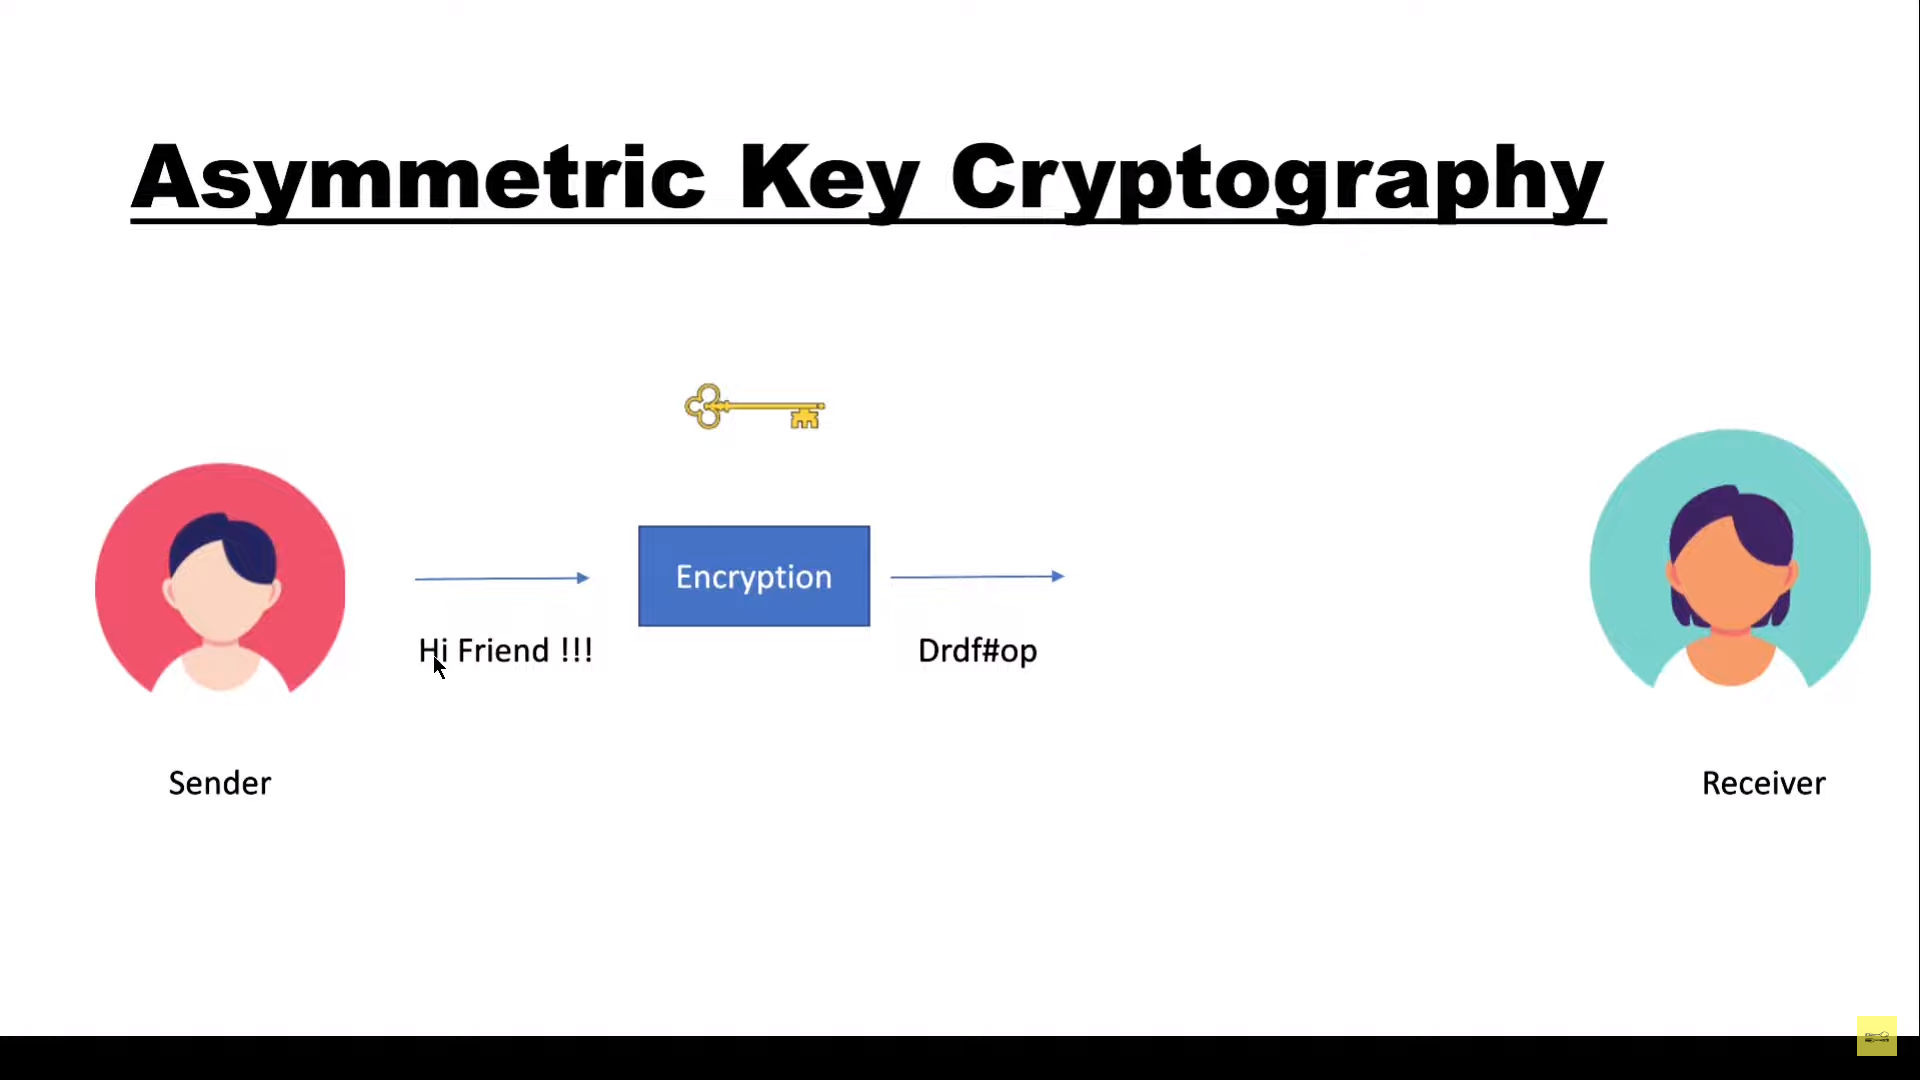 Asymmetric Key Cryptography
Encryption
Hi Friend !!!
Drdf#op
Sender
Receiver